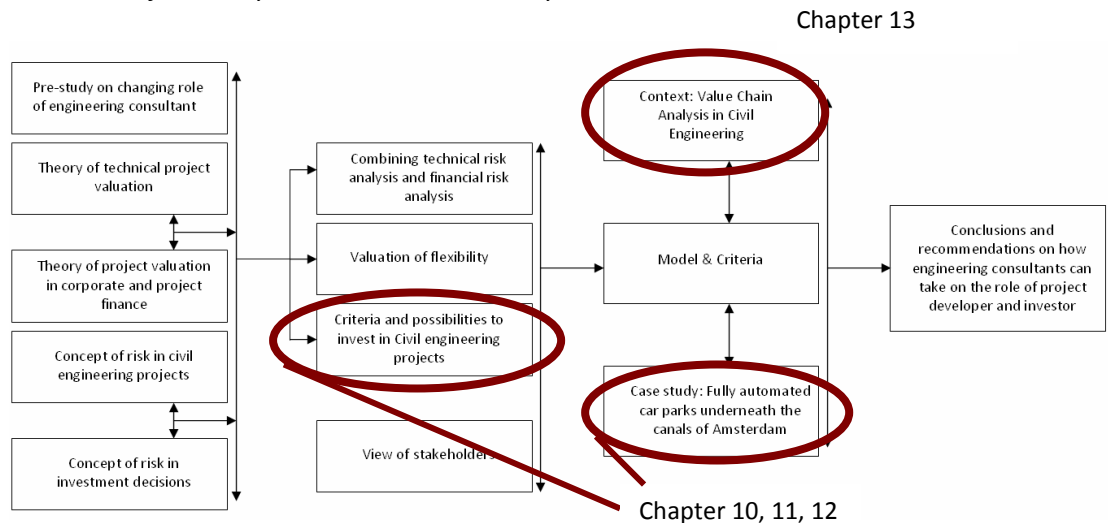 Chapter 13
Pre-study on changing role
of engineering consultant
Theory of technical project
valuation
Theory of project valuation
in corporate and project
finance
Concept of risk in civil
engineering projects
Concept of risk in
investment decisions
Combining technical risk
analysis and financial risk
analysis
Valuation of flexibility
Criteria and possibilities to
invest in Civil engineering
projects
View of stakeholders
Context: Value Chain
Analysis in Civil
Engineering
Model & Criteria
Case study: Fully automated
car parks underneath the
canals of Amsterdam
Conclusions and
recommendations on how
engineering consultants can
take on the role of project
developer and investor
Chapter 10, 11, 12